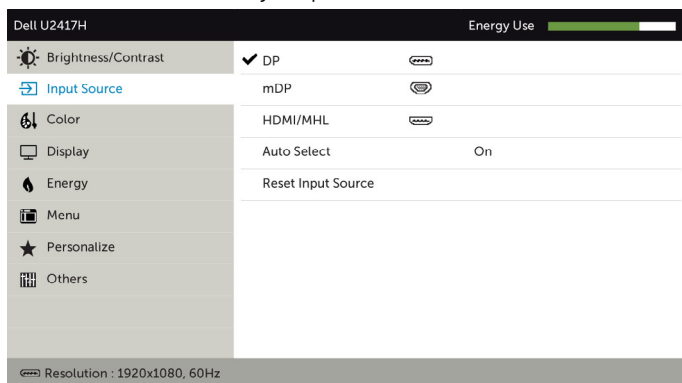 Dell U2417H Energy Use
Brightness/Contrast
DP
Input Source
mDP
Color
HDMI/MHL
Display
Auto Select On
Energy
Reset Input Source
Menu
Personalize
Others
Resolution : 1920x1080, 60Hz